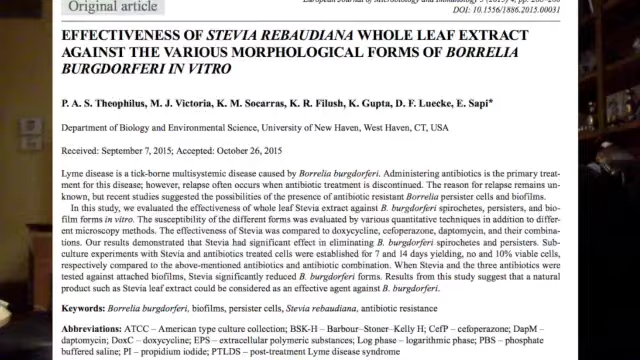 Original article
DOI: 10.1556/1886.2015.00031
EFFECTIVENESS OF STEVIA REBAUDIANA WHOLE LEAF EXTRACT
AGAINST THE VARIOUS MORPHOLOGICAL FORMS OF BORRELIA
BURGDORFERI IN VITRO
P. A. S. Theophilus, M. J. Victoria, K. M. Socarras, K. R. Filush, K. Gupta, D. F. Luecke, E. Sapi*
Department of Biology and Environmental Science, University of New Haven, West Haven, CT, USA
Received: September 7, 2015; Accepted: October 26, 2015
Lyme disease is a tick-borne multisystemic disease caused by Borrelia burgdorferi. Administering antibiotics is the primary treat-
ment for this disease; however, relapse often occurs when antibiotic treatment is discontinued. The reason for relapse remains un-
known, but recent studies suggested the possibilities of the presence of antibiotic resistant Borrelia persister cells and biofilms.
In this study, we evaluated the effectiveness of whole leaf Stevia extract against B. burgdorferi spirochetes, persisters, and bio-
film forms in vitro. The susceptibility of the different forms was evaluated by various quantitative techniques in addition to differ-
ent microscopy methods. The effectiveness of Stevia was compared to doxycycline, cefoperazone, daptomycin, and their combina-
tions. Our results demonstrated that Stevia had significant effect in eliminating B. burgdorferi spirochetes and persisters. Sub-
culture experiments with Stevia and antibiotics treated cells were established for 7 and 14 days yielding, no and 10% viable cells,
respectively compared to the above-mentioned antibiotics and antibiotic combination. When Stevia and the three antibiotics were
tested against attached biofilms, Stevia significantly reduced B. burgdorferi forms. Results from this study suggest that a natural
product such as Stevia leaf extract could be considered as an effective agent against B. burgdorferi.
Keywords: Borrelia burgdorferi, biofilms, persister cells, Stevia rebaudiana, antibiotic resistance
Abbreviations: ATCC – American type culture collection; BSK-H – Barbour–Stoner–Kelly H; CefP – cefoperazone; DapM –
daptomycin; DoxC – doxycycline; EPS – extracellular polymeric substances; Log phase – logarithmic phase; PBS – phosphate
buffered saline; PI – propidium iodide; PTLDS – post-treatment Lyme disease syndrome